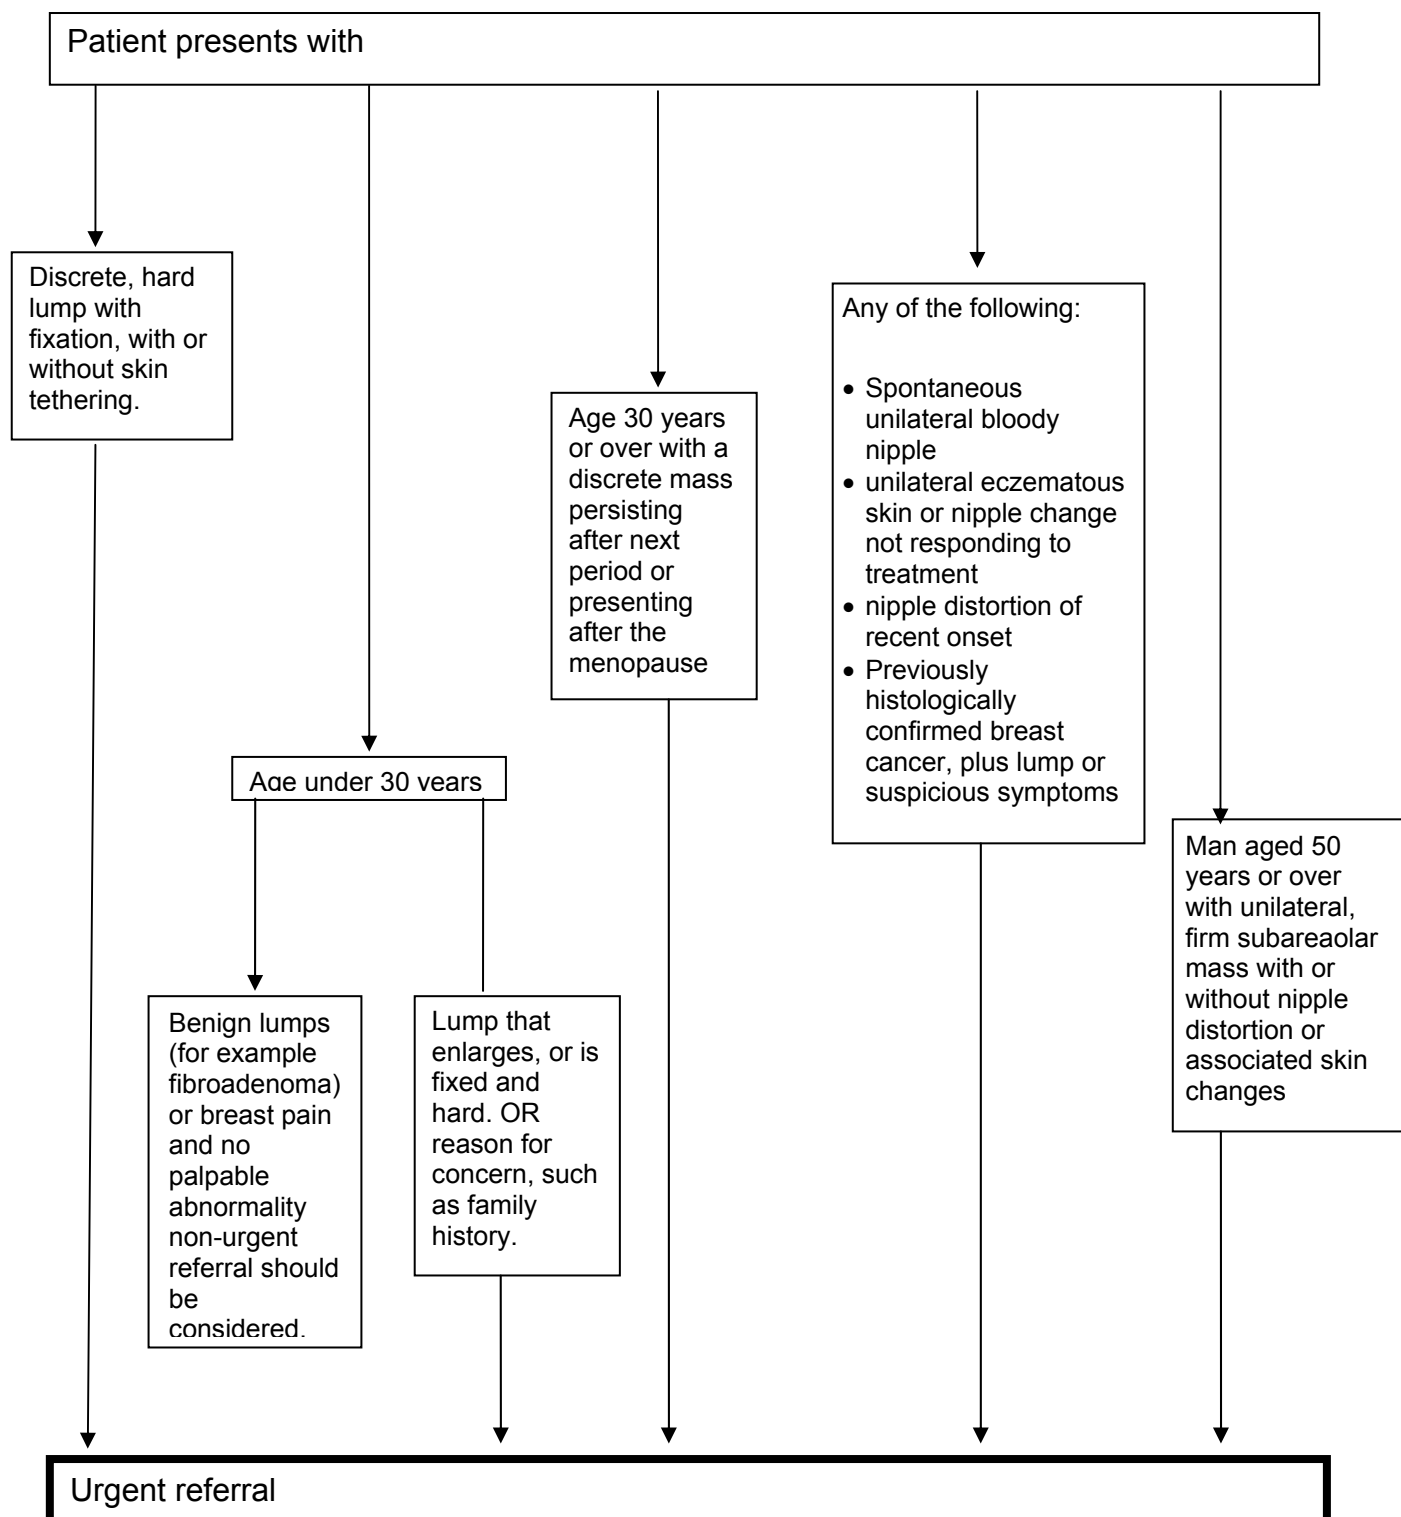 Patient presents with
Discrete, hard
lump with
fixation, with or
without skin
tethering.
Age under 30 years
Benign lumps
(for example
fibroadenoma)
or breast pain
and no
palpable
abnormality
non-urgent
referral should
be
considered.
Lump that
enlarges, or is
fixed and
hard. OR
reason for
concern, such
as family
history.
Age 30 years
or over with a
discrete mass
persisting
after next
period or
presenting
after the
menopause
Any of the following:
• Spontaneous
unilateral bloody
nipple
• unilateral eczematous
skin or nipple change
not responding to
treatment
• nipple distortion of
recent onset
• Previously
histologically
confirmed breast
cancer, plus lump or
suspicious symptoms
Man aged 50
years or over
with unilateral,
firm subareaolar
mass with or
without nipple
distortion or
associated skin
changes
Urgent referral